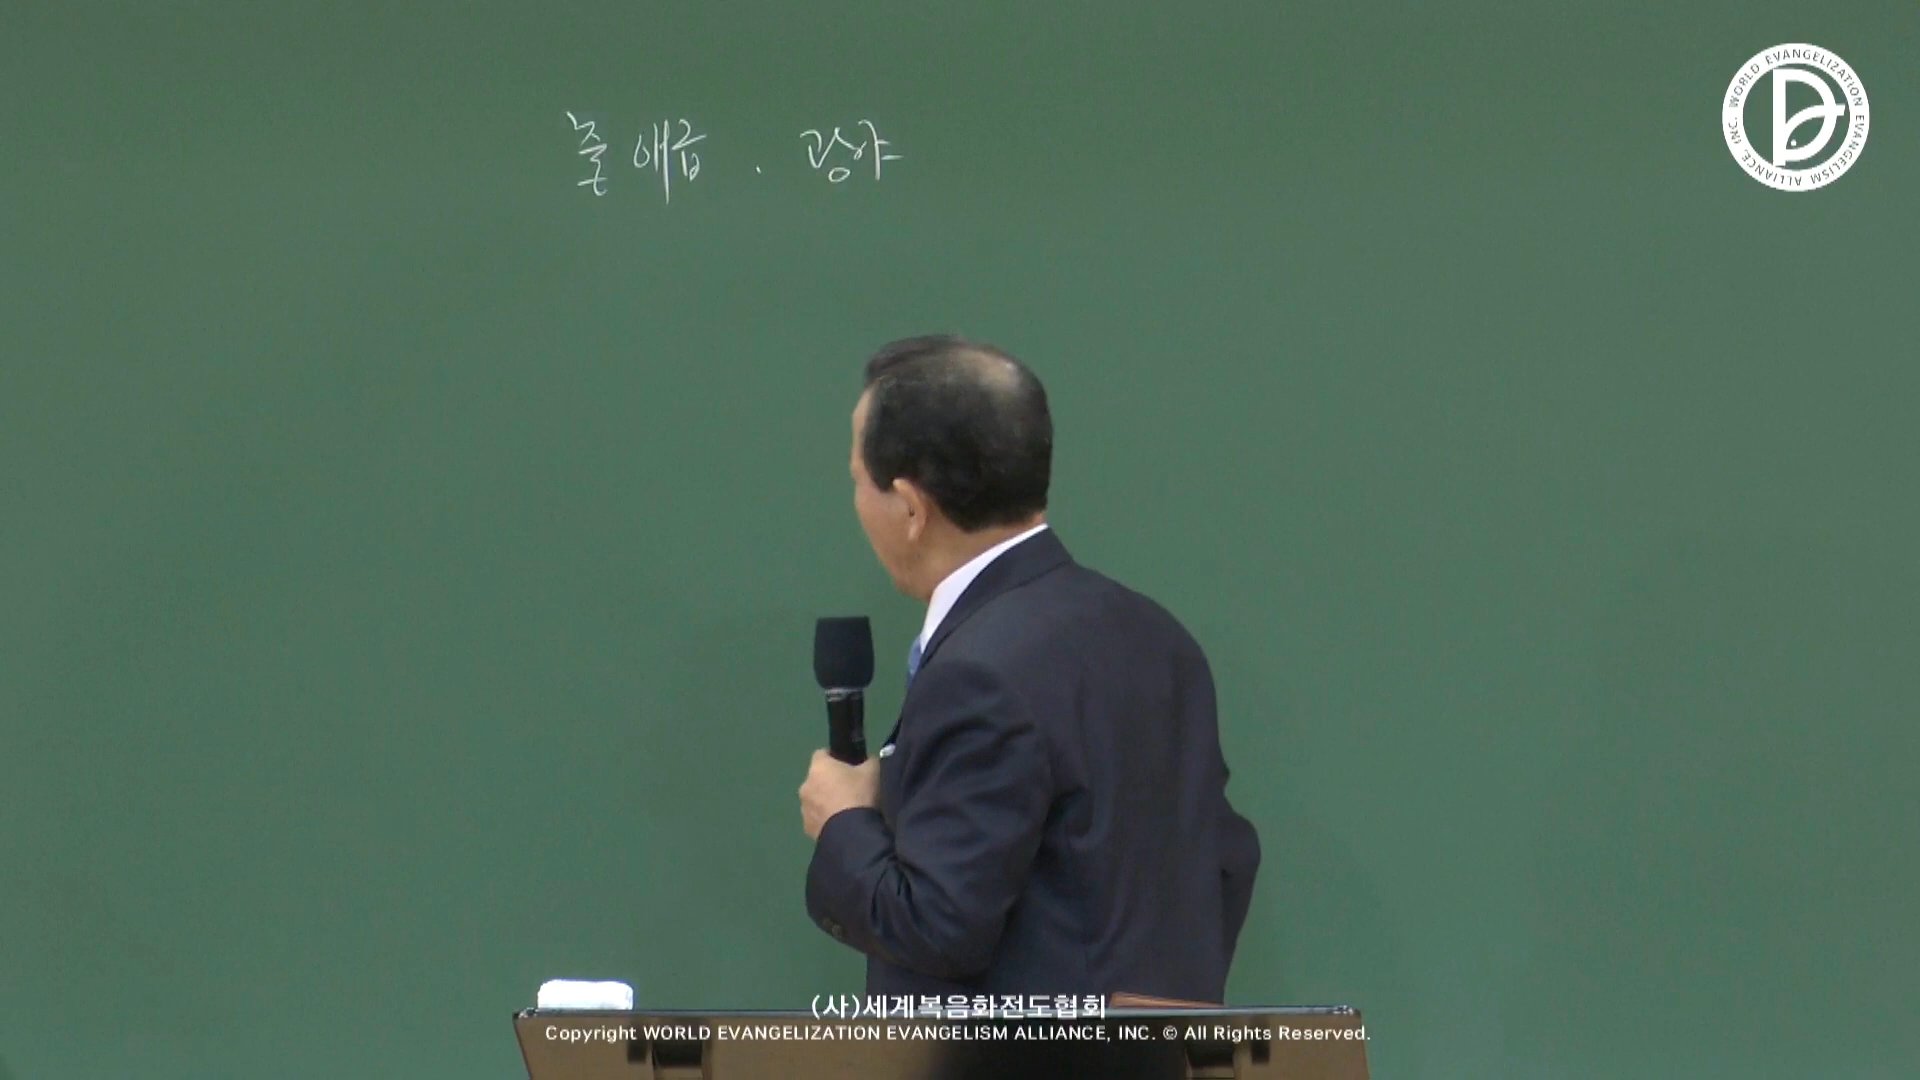 출애급 . 광야
WORLD EVANGELIZATION EVANGELISM ALLIANCE, INC.
(사)세계복음화전도협회
Copyright WORLD EVANGELIZATION EVANGELISM ALLIANCE, INC. © All Rights Reserved.